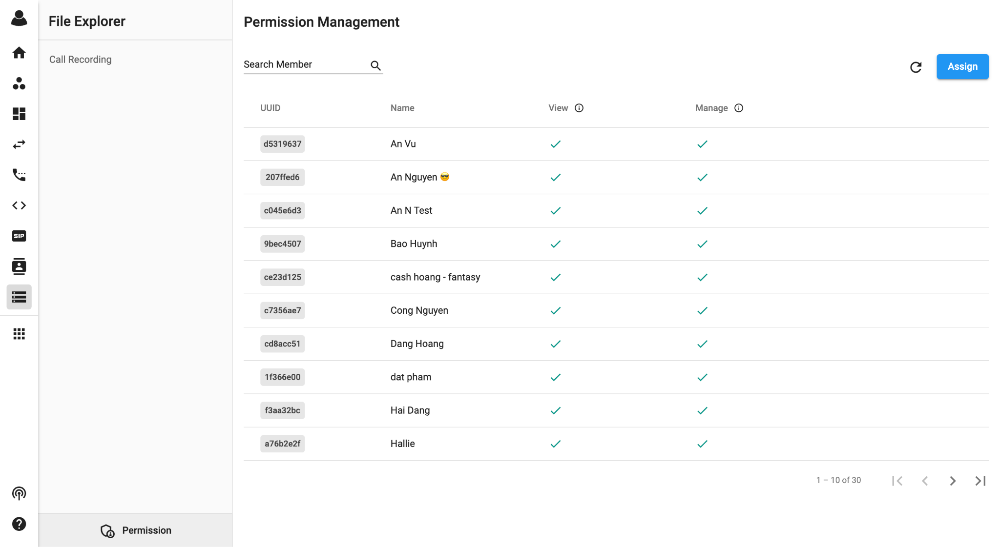 File Explorer
Call Recording
SIP
Permission
Permission Management
Search Member
Assign
UUID Name View Manage
d5319637 An Vu
207ffed6 An Nguyen 😎
c045e6d3 An N Test
9bec4507 Bao Huynh
ce23d125 cash hoang - fantasy
c7356ae7 Cong Nguyen
cd8acc51 Dang Hoang
1f366e00 dat pham
f3aa32bc Hai Dang
a76b2e2f Hallie
1 – 10 of 30